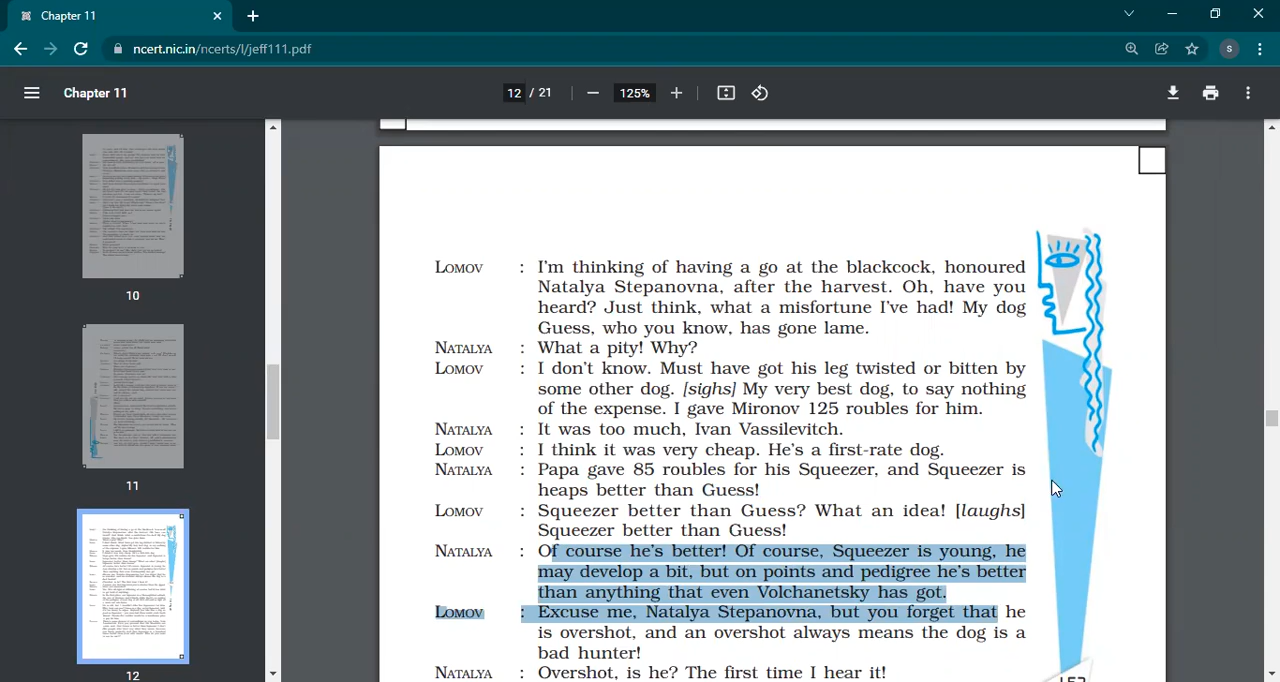 Chapter 11
ncert.nic.in/ncerts/l/jeff111.pdf
S
Chapter 11
12 / 21
125%
10
11
12
LOMOV : I'm thinking of having a go at the blackcock, honoured
Natalya Stepanovna, after the harvest. Oh, have you
heard? Just think, what a misfortune I've had! My dog
Guess, who you know, has gone lame.
NATALYA : What a pity! Why?
LOMOV : I don't know. Must have got his leg twisted or bitten by
some other dog. [sighs] My very best dog, to say nothing
of the expense. I gave Mironov 125 roubles for him.
NATALYA : It was too much, Ivan Vassilevitch.
LOMOV : I think it was very cheap. He's a first-rate dog.
NATALYA : Papa gave 85 roubles for his Squeezer, and Squeezer is
heaps better than Guess!
LOMOV : Squeezer better than Guess? What an idea! [laughs]
Squeezer better than Guess!
NATALYA : Of course he's better! Of course, Squeezer is young, he
may develop a bit, but on points and pedigree he's better
than anything that even Volchanetsky has got.
LOMOV : Excuse me, Natalya Stepanovna, but you forget that he
is overshot, and an overshot always means the dog is a
bad hunter!
NATALYA : Overshot, is he? The first time I hear it!